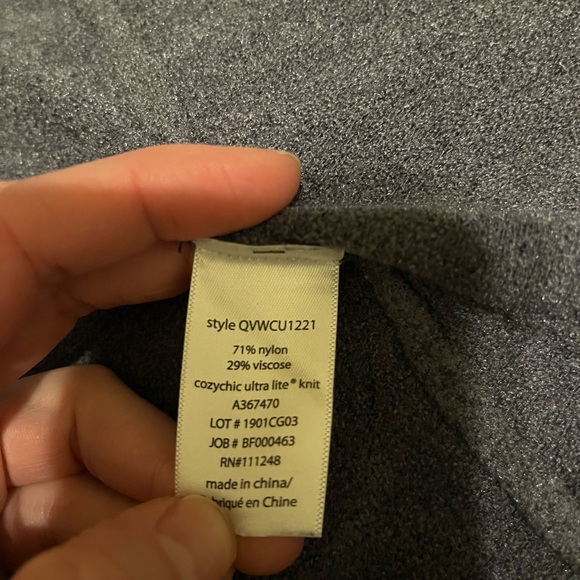 style QVWCU1221
71% nylon
29% viscose
cozychic ultra lite® knit
A367470
LOT # 1901CG03
JOB # BF000463
RN#111248
made in china/
briqué en Chine